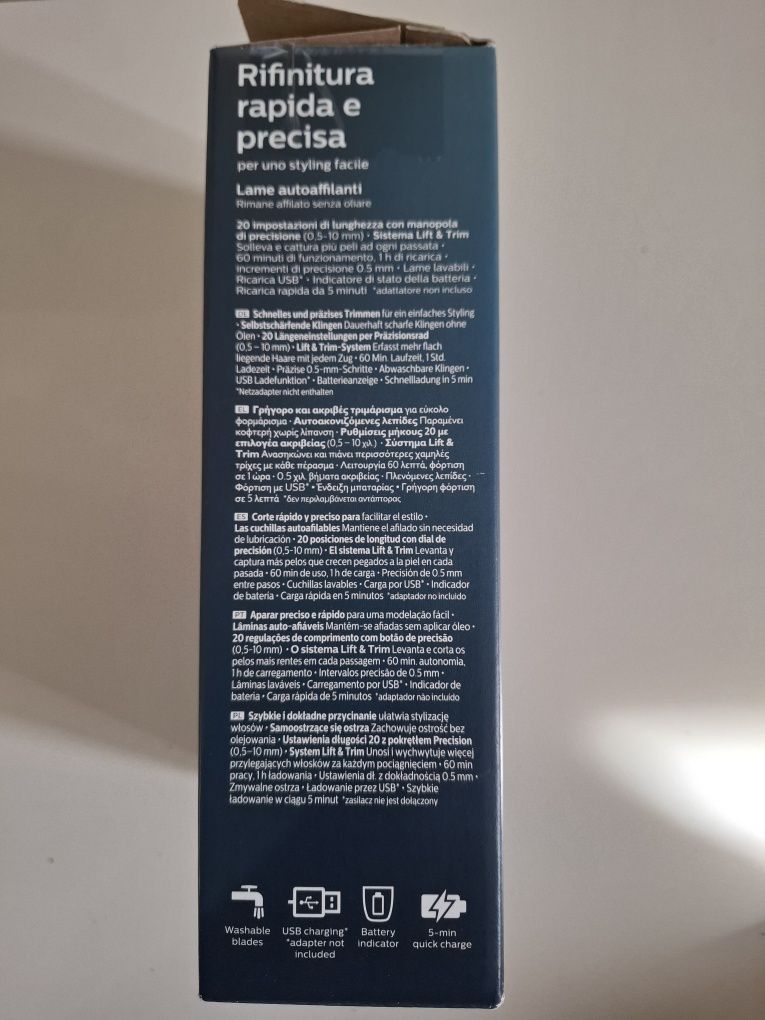 Rifinitura
rapida e
precisa
per uno styling facile
Lame autoaffilanti
Rimane affilato senza oliare
20 impostazioni di lunghezza con manopola
di precisione (0,5-10 mm) • Sistema Lift & Trim
Solleva e cattura più peli ad ogni passata •
60 minuti di funzionamento, 1 h di ricarica •
incrementi di precisione 0.5 mm • Lame lavabili •
Ricarica USB* • Indicatore di stato della batteria •
Ricarica rapida da 5 minuti *adattatore non incluso
DE Schnelles und präzises Trimmen für ein einfaches Styling
• Selbstschärfende Klingen Dauerhaft scharfe Klingen ohne
Ölen • 20 Längeneinstellungen per Präzisionsrad
(0,5 – 10 mm) • Lift & Trim-System Erfasst mehr flach
liegende Haare mit jedem Zug • 60 Min. Laufzeit, 1 Std.
Ladezeit • Präzise 0.5-mm-Schritte • Abwaschbare Klingen •
USB Ladefunktion* • Batterieanzeige • Schnellladung in 5 min
*Netzadapter nicht enthalten
EL Γρήγορο και ακριβές τριμάρισμα για εύκολο
φορμάρισμα • Αυτοακονιζόμενες λεπίδες Παραμένει
κοφτερή χωρίς λίπανση • Ρυθμίσεις μήκους 20 με
επιλογέα ακριβείας (0,5 – 10 χιλ.) • Σύστημα Lift &
Trim Ανασηκώνει και πιάνει περισσότερες χαμηλές
τρίχες με κάθε πέρασμα • Λειτουργία 60 λεπτά, φόρτιση
σε 1 ώρα • 0.5 χιλ. βήματα ακριβείας • Πλενόμενες λεπίδες •
Φόρτιση με USB* • Ένδειξη μπαταρίας • Γρήγορη φόρτιση
σε 5 λεπτά *δεν περιλαμβάνεται αντάπτορας
ES Corte rápido y preciso para facilitar el estilo •
Las cuchillas autoafilables Mantiene el afilado sin necesidad
de lubricación • 20 posiciones de longitud con dial de
precisión (0,5-10 mm) • El sistema Lift & Trim Levanta y
captura más pelos que crecen pegados a la piel en cada
pasada • 60 min de uso, 1 h de carga • Precisión de 0.5 mm
entre pasos • Cuchillas lavables • Carga por USB* • Indicador
de batería • Carga rápida en 5 minutos *adaptador no incluido
PT Aparar preciso e rápido para uma modelação fácil •
Lâminas auto-afiáveis Mantêm-se afiadas sem aplicar óleo •
20 regulações de comprimento com botão de precisão
(0,5-10 mm) • O sistema Lift & Trim Levanta e corta os
pelos mais rentes em cada passagem • 60 min. autonomia,
1 h de carregamento • Intervalos precisão de 0.5 mm •
Lâminas laváveis • Carregamento por USB* • Indicador de
bateria • Carga rápida de 5 minutos *adaptador não incluído
PL Szybkie i dokładne przycinanie ułatwia stylizację
włosów • Samoostrzące się ostrza Zachowuje ostrość bez
olejowania • Ustawienia długości 20 z pokrętłem Precision
(0,5–10 mm) • System Lift & Trim Unosi i wychwytuje więcej
przylegających włosków za każdym pociągnięciem • 60 min
pracy, 1 h ładowania • Ustawienia dł. z dokładnością 0.5 mm •
Zmywalne ostrza • Ładowanie przez USB* • Szybkie
ładowanie w ciągu 5 minut *zasilacz nie jest dołączony
Washable
blades
USB charging*
*adapter not
included
Battery
indicator
5-min
quick charge